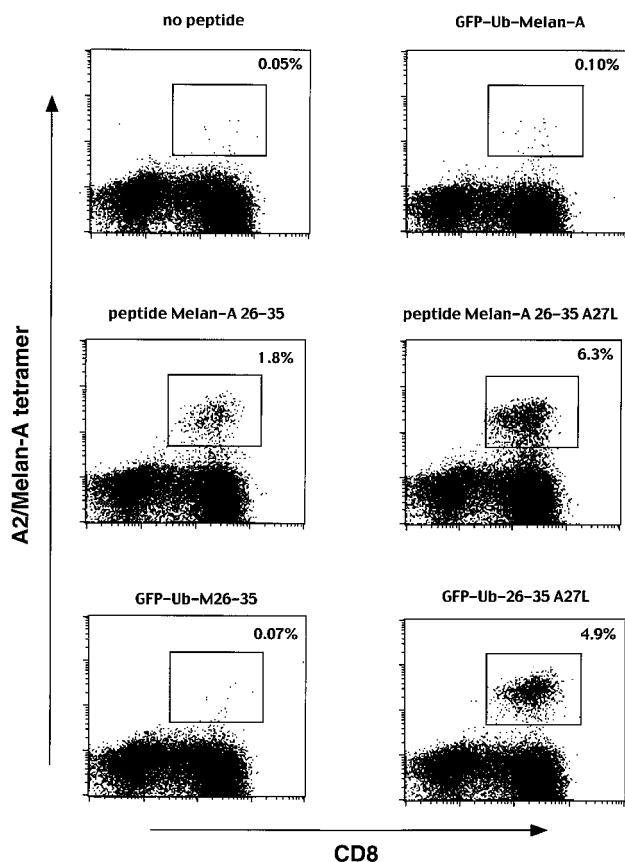 no peptide
0.05%
GFP-Ub-Melan-A
0.10%
peptide Melan-A 26-35
1.8%
peptide Melan-A 26-35 A27L
6.3%
GFP-Ub-M26-35
0.07%
GFP-Ub-26-35 A27L
4.9%
A2/Melan-A tetramer
CD8